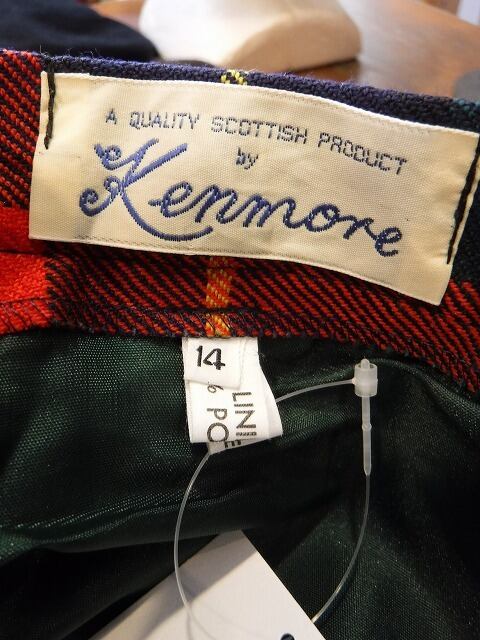 A QUALITY SCOTTISH PRODUCT
by
Kenmore
14